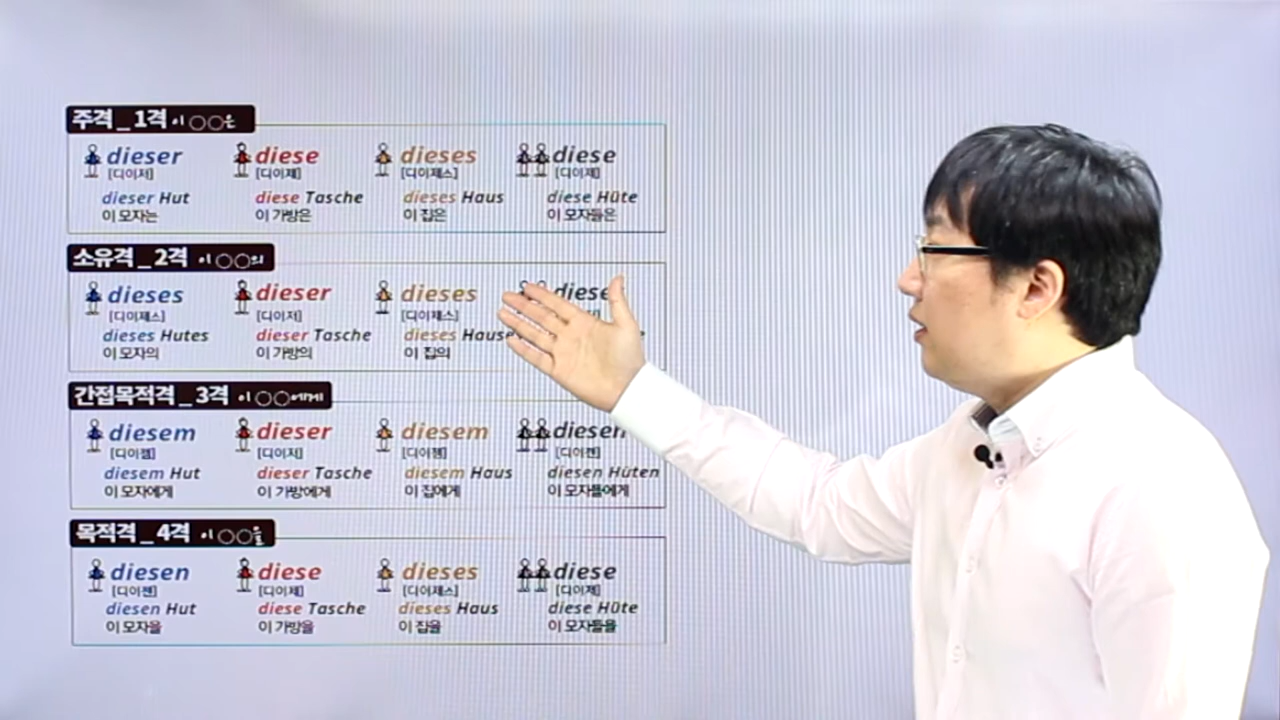 주격_1격 이 ○○은
dieser diese dieses diese
[디이저] [디이제] [디이제스] [디이제]
dieser Hut diese Tasche dieses Haus diese Hüte
이 모자는 이 가방은 이 집은 이 모자들은
소유격_2격 이 ○○의
dieses dieser dieses diese
[디이제스] [디이저] [디이제스]
dieses Hutes dieser Tasche dieses Hause
이 모자의 이 가방의 이 집의
간접목적격_3격 이 ○○에게
diesem dieser diesem diesen
[디이젬] [디이저] [디이젬] [디이젠]
diesem Hut dieser Tasche diesem Haus diesen Hüten
이 모자에게 이 가방에게 이 집에게 이 모자들에게
목적격_4격 이 ○○을
diesen diese dieses diese
[디이젠] [디이제] [디이제스] [디이제]
diesen Hut diese Tasche dieses Haus diese Hüte
이 모자을 이 가방을 이 집을 이 모자들을